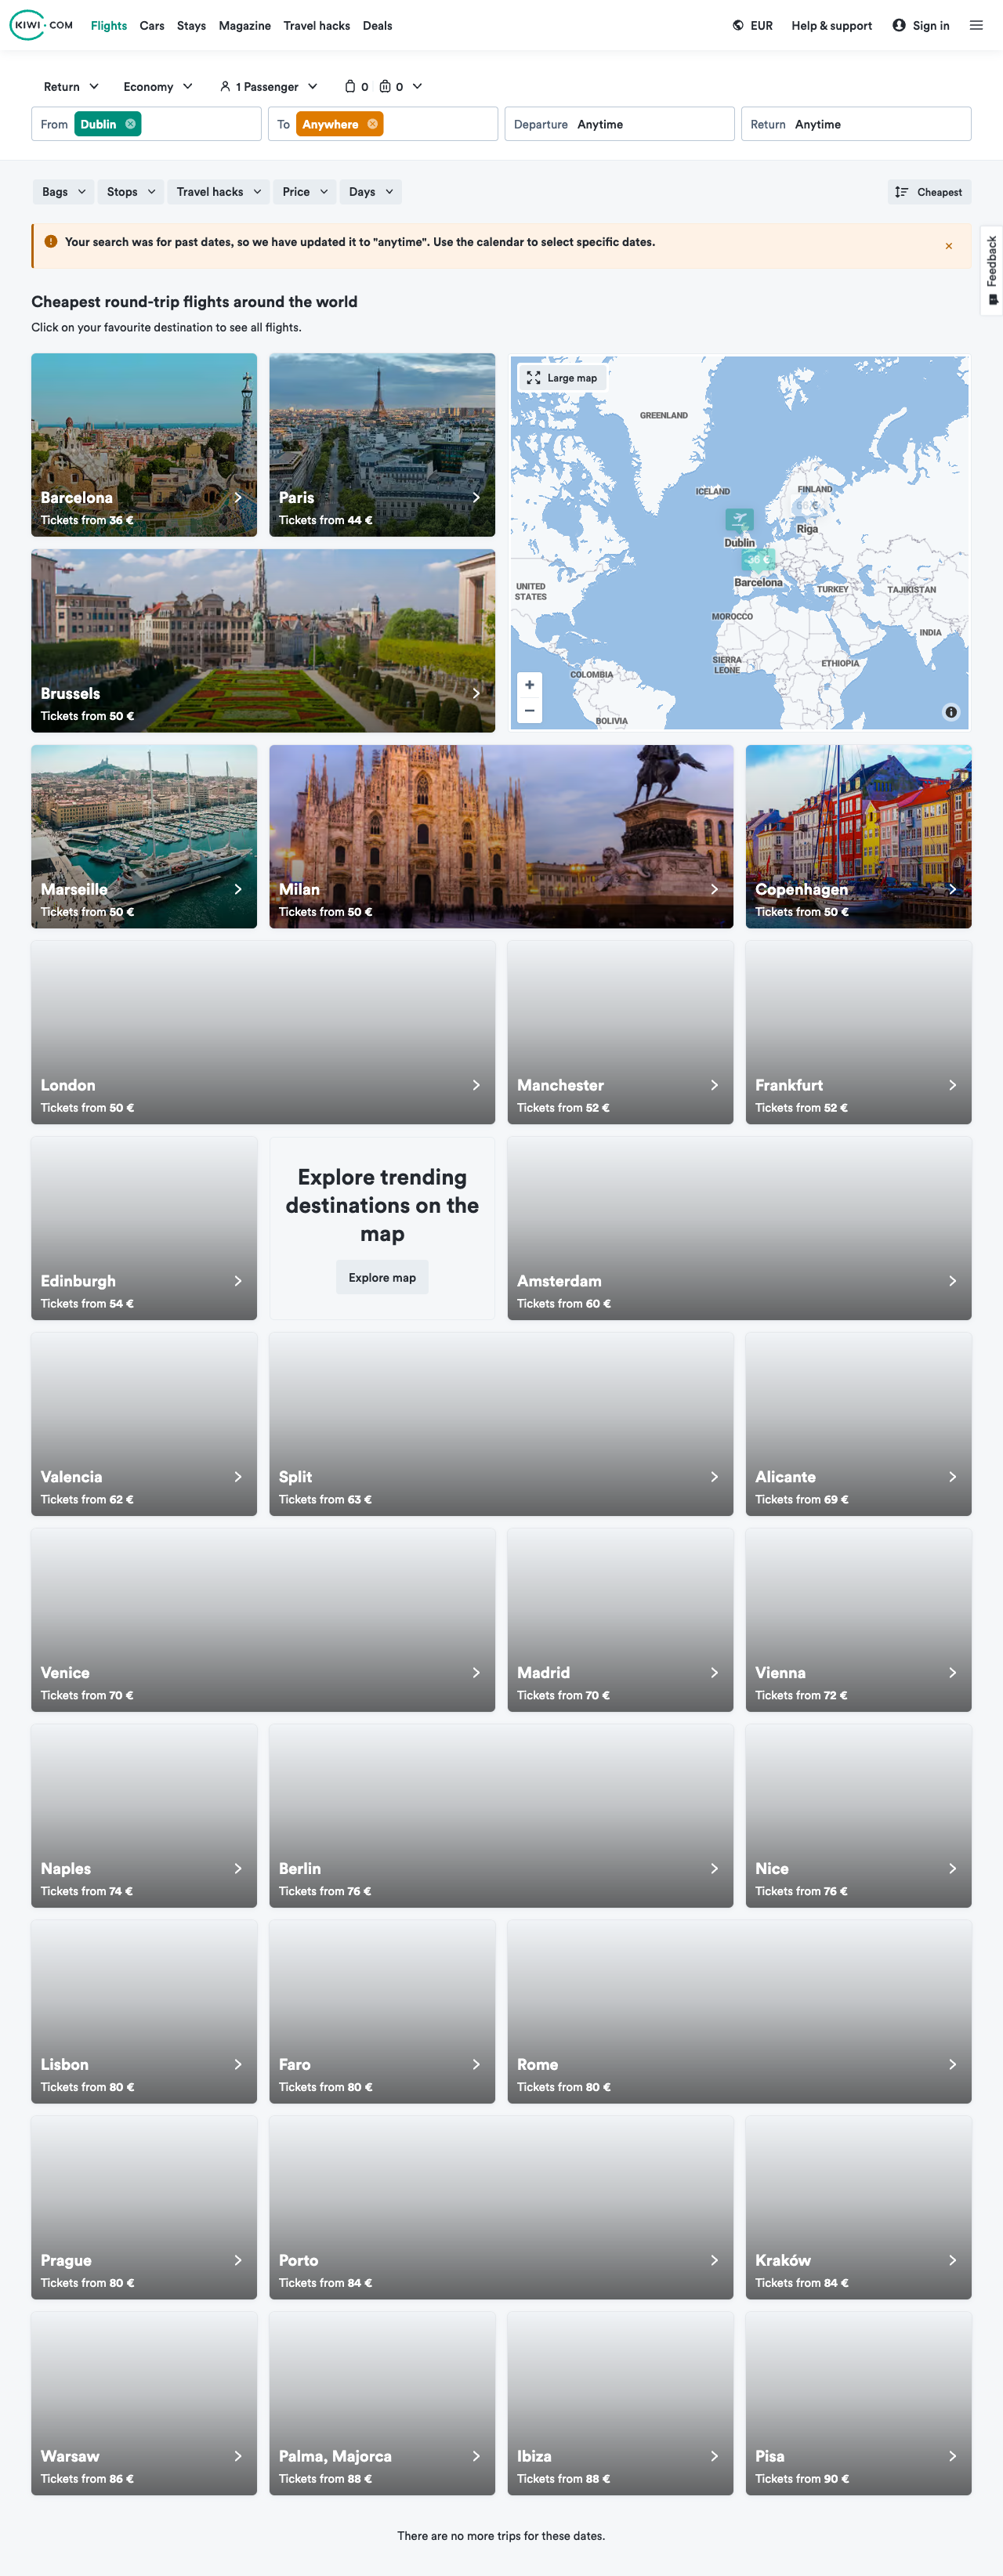 KIWI.COM
Flights
Cars
Stays
Magazine
Travel hacks
Deals
EUR
Help & support
Sign in
Return
Economy
1 Passenger
0
0
From Dublin
To Anywhere
Departure Anytime
Return Anytime
Bags
Stops
Travel hacks
Price
Days
Cheapest
Your search was for past dates, so we have updated it to "anytime". Use the calendar to select specific dates.
Feedback
Cheapest round-trip flights around the world
Click on your favourite destination to see all flights.
Barcelona
Tickets from 36 €
Paris
Tickets from 44 €
Large map
GREENLAND
ICELAND
FINLAND
Riga
Dublin
36 €
Barcelona
UNITED
STATES
TURKEY
TAJIKISTAN
MOROCCO
INDIA
SIERRA
LEONE
ETHIOPIA
COLOMBIA
BOLIVIA
+
−
Brussels
Tickets from 50 €
Marseille
Tickets from 50 €
Milan
Tickets from 50 €
Copenhagen
Tickets from 50 €
London
Tickets from 50 €
Manchester
Tickets from 52 €
Frankfurt
Tickets from 52 €
Edinburgh
Tickets from 54 €
Explore trending
destinations on the
map
Explore map
Amsterdam
Tickets from 60 €
Valencia
Tickets from 62 €
Split
Tickets from 63 €
Alicante
Tickets from 69 €
Venice
Tickets from 70 €
Madrid
Tickets from 70 €
Vienna
Tickets from 72 €
Naples
Tickets from 74 €
Berlin
Tickets from 76 €
Nice
Tickets from 76 €
Lisbon
Tickets from 80 €
Faro
Tickets from 80 €
Rome
Tickets from 80 €
Prague
Tickets from 80 €
Porto
Tickets from 84 €
Kraków
Tickets from 84 €
Warsaw
Tickets from 86 €
Palma, Majorca
Tickets from 88 €
Ibiza
Tickets from 88 €
Pisa
Tickets from 90 €
There are no more trips for these dates.